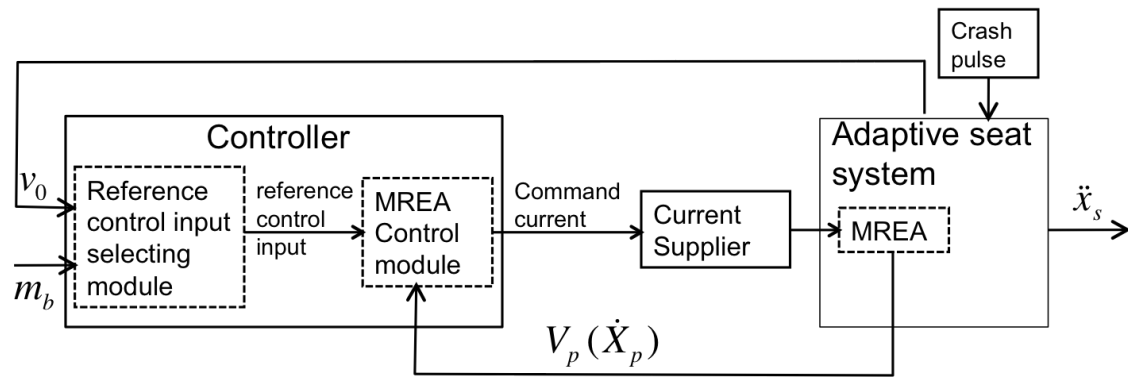 Crash
pulse
Controller
Adaptive seat
system
v₀
Reference
control input
selecting
module
reference
control
input
MREA
Control
module
Command
current
Current
Supplier
MREA
ẍₛ
m_b
Vₚ(Ẋₚ)